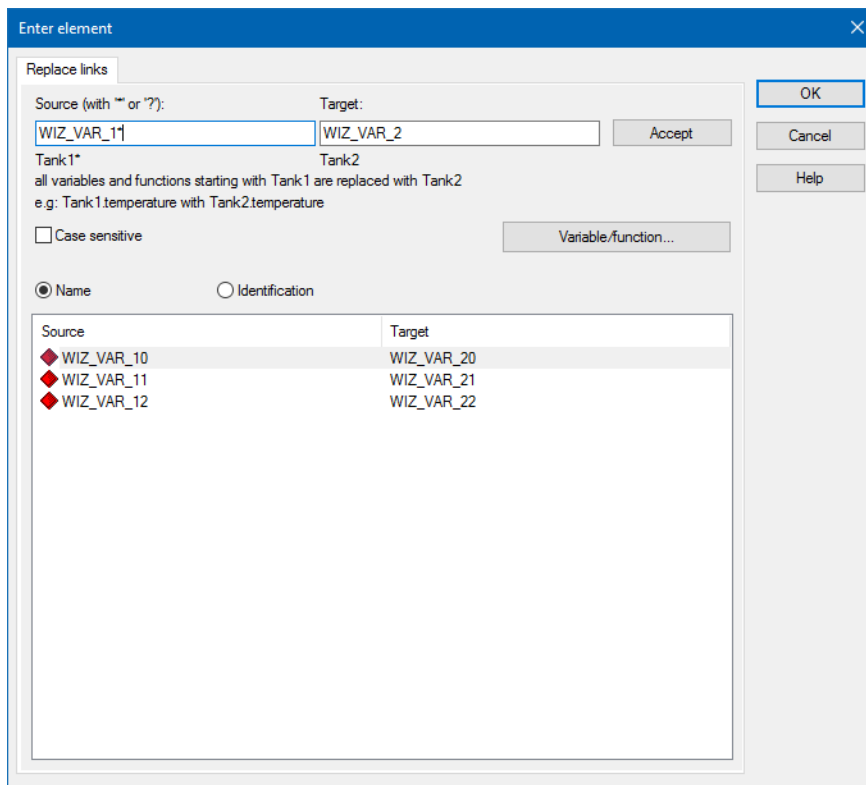 Enter element
Replace links
Source (with '*' or '?'): Target:
WIZ_VAR_1* WIZ_VAR_2 Accept
Tank1* Tank2
all variables and functions starting with Tank1 are replaced with Tank2
e.g: Tank1.temperature with Tank2.temperature
Case sensitive Variable/function...
Name Identification
Source Target
WIZ_VAR_10 WIZ_VAR_20
WIZ_VAR_11 WIZ_VAR_21
WIZ_VAR_12 WIZ_VAR_22
OK
Cancel
Help